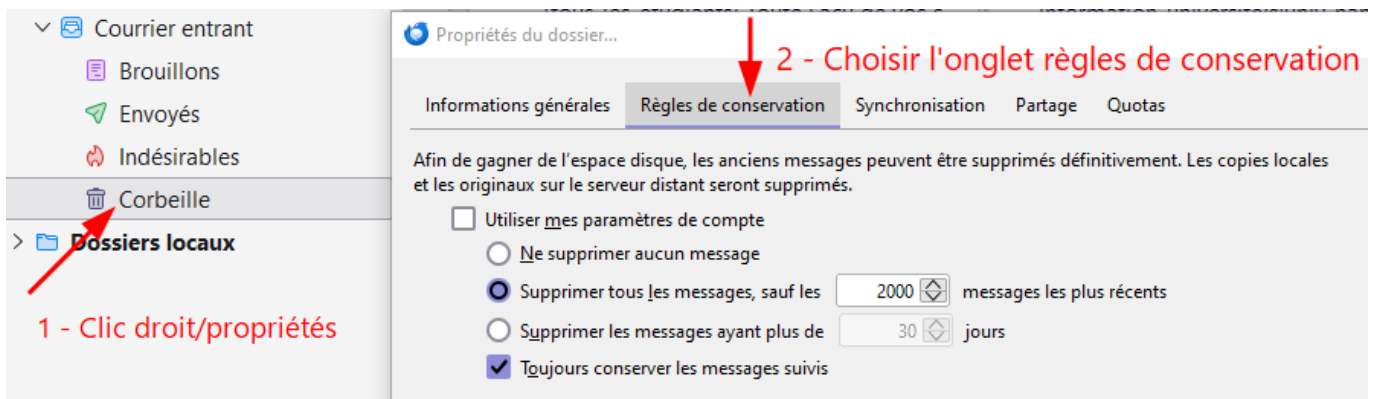 Courrier entrant
Brouillons
Envoyés
Indésirables
Corbeille
Dossiers locaux
1 - Clic droit/propriétés
Propriétés du dossier...
2 - Choisir l'onglet règles de conservation
Informations générales Règles de conservation Synchronisation Partage Quotas
Afin de gagner de l'espace disque, les anciens messages peuvent être supprimés définitivement. Les copies locales
et les originaux sur le serveur distant seront supprimés.
Utiliser mes paramètres de compte
Ne supprimer aucun message
Supprimer tous les messages, sauf les 2000 messages les plus récents
Supprimer les messages ayant plus de 30 jours
Toujours conserver les messages suivis